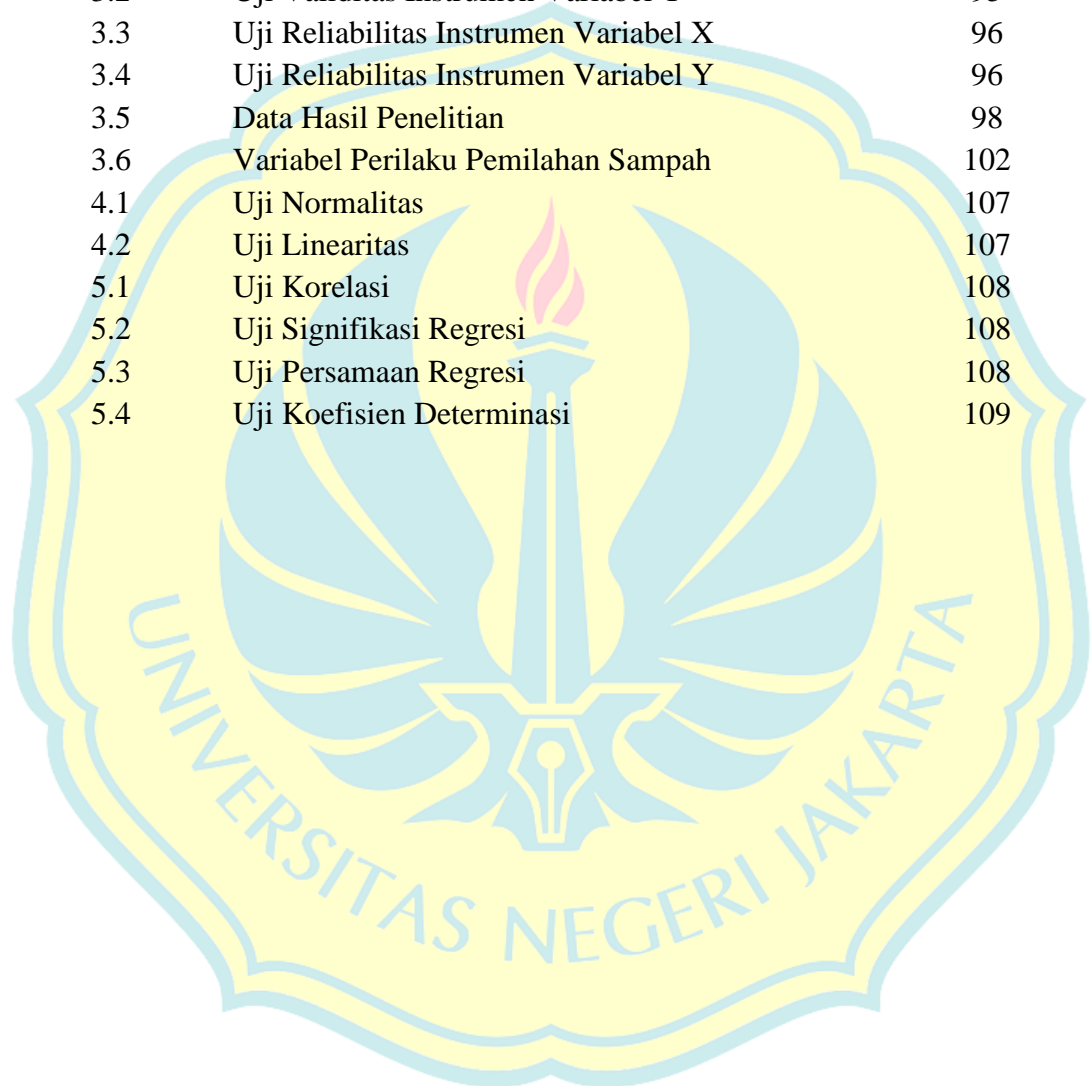 3.3 Uji Reliabilitas Instrumen Variabel X 96
3.4 Uji Reliabilitas Instrumen Variabel Y 96
3.5 Data Hasil Penelitian 98
3.6 Variabel Perilaku Pemilahan Sampah 102
4.1 Uji Normalitas 107
4.2 Uji Linearitas 107
5.1 Uji Korelasi 108
5.2 Uji Signifikasi Regresi 108
5.3 Uji Persamaan Regresi 108
5.4 Uji Koefisien Determinasi 109
UNIVERSITAS NEGERI JAKARTA